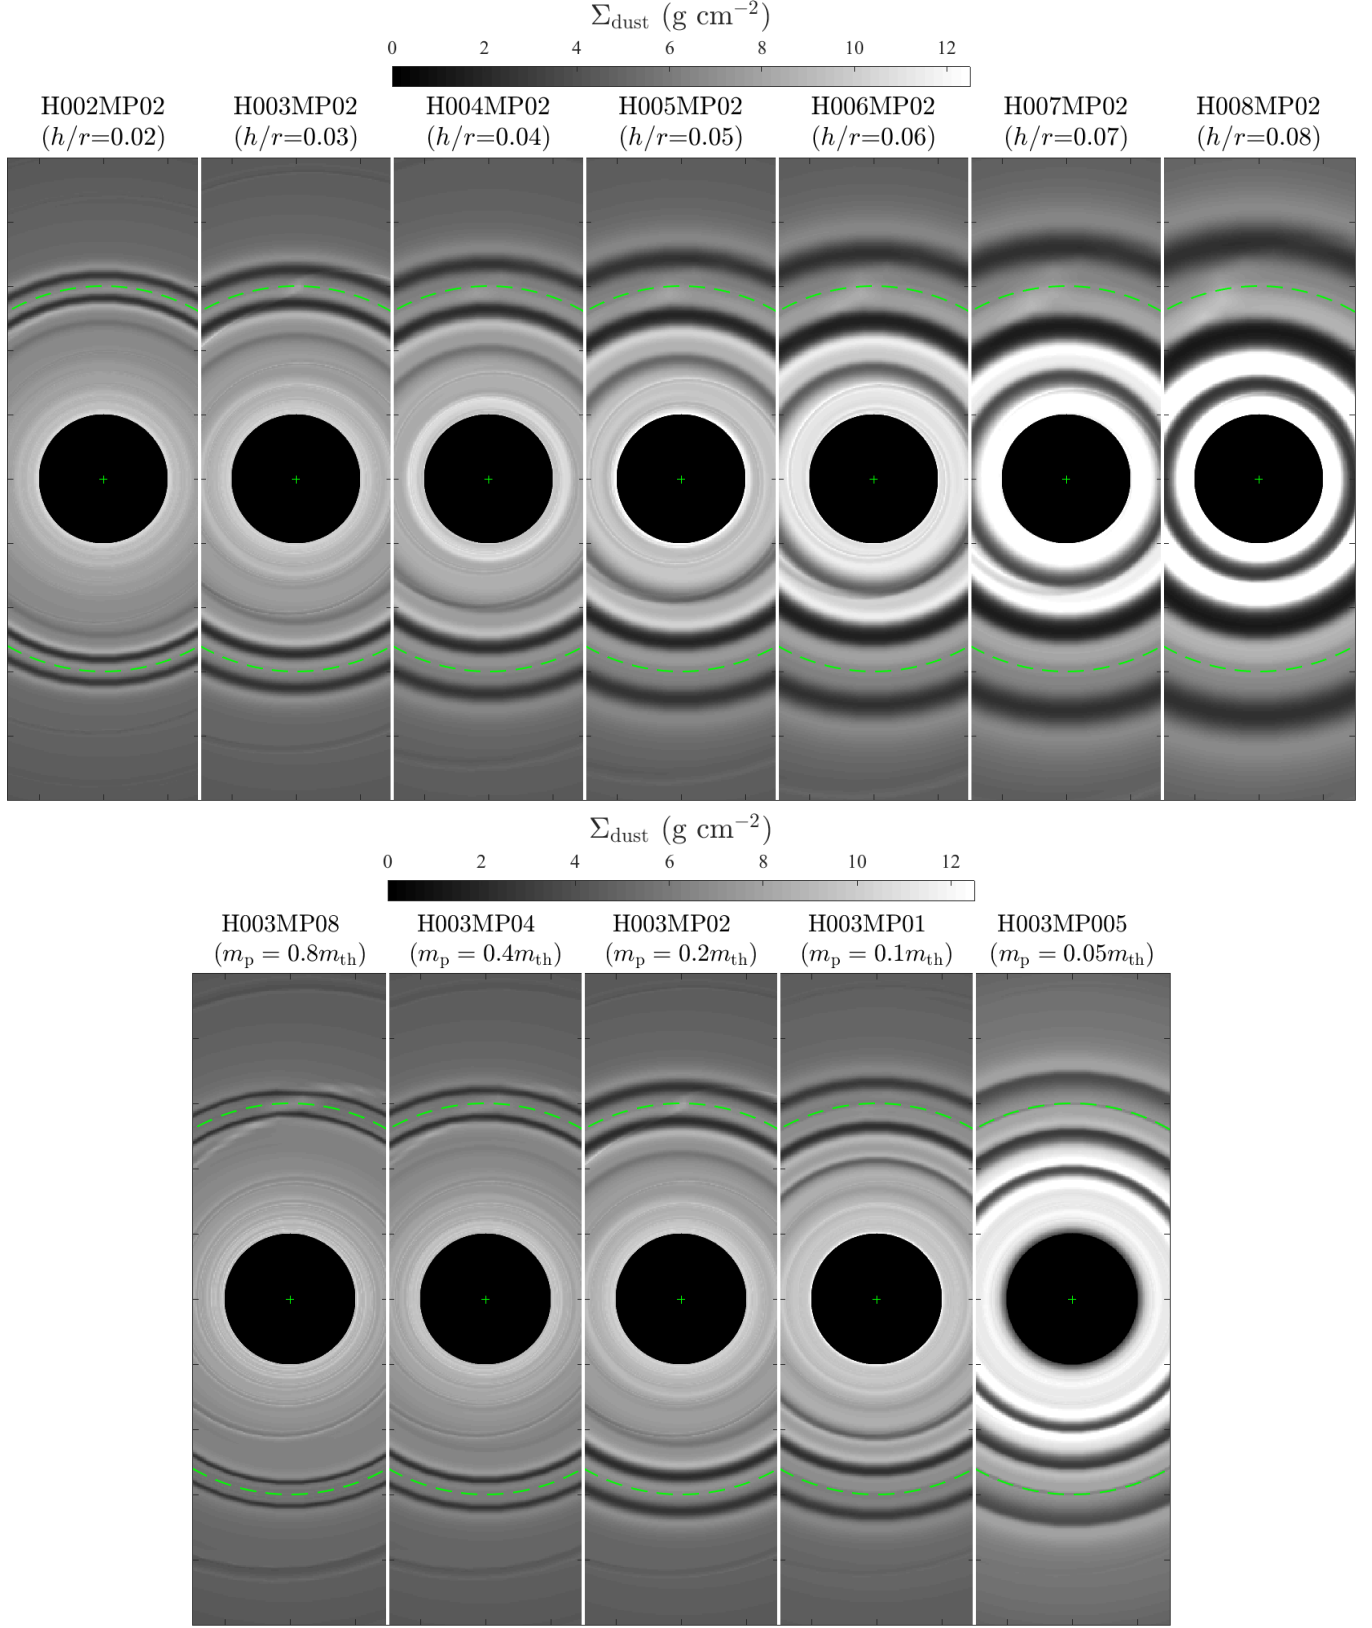 Σdust (g cm−2)
0 2 4 6 8 10 12
H002MP02 H003MP02 H004MP02 H005MP02 H006MP02 H007MP02 H008MP02
(h/r=0.02) (h/r=0.03) (h/r=0.04) (h/r=0.05) (h/r=0.06) (h/r=0.07) (h/r=0.08)
Σdust (g cm−2)
0 2 4 6 8 10 12
H003MP08 H003MP04 H003MP02 H003MP01 H003MP005
(mp = 0.8mth) (mp = 0.4mth) (mp = 0.2mth) (mp = 0.1mth) (mp = 0.05mth)